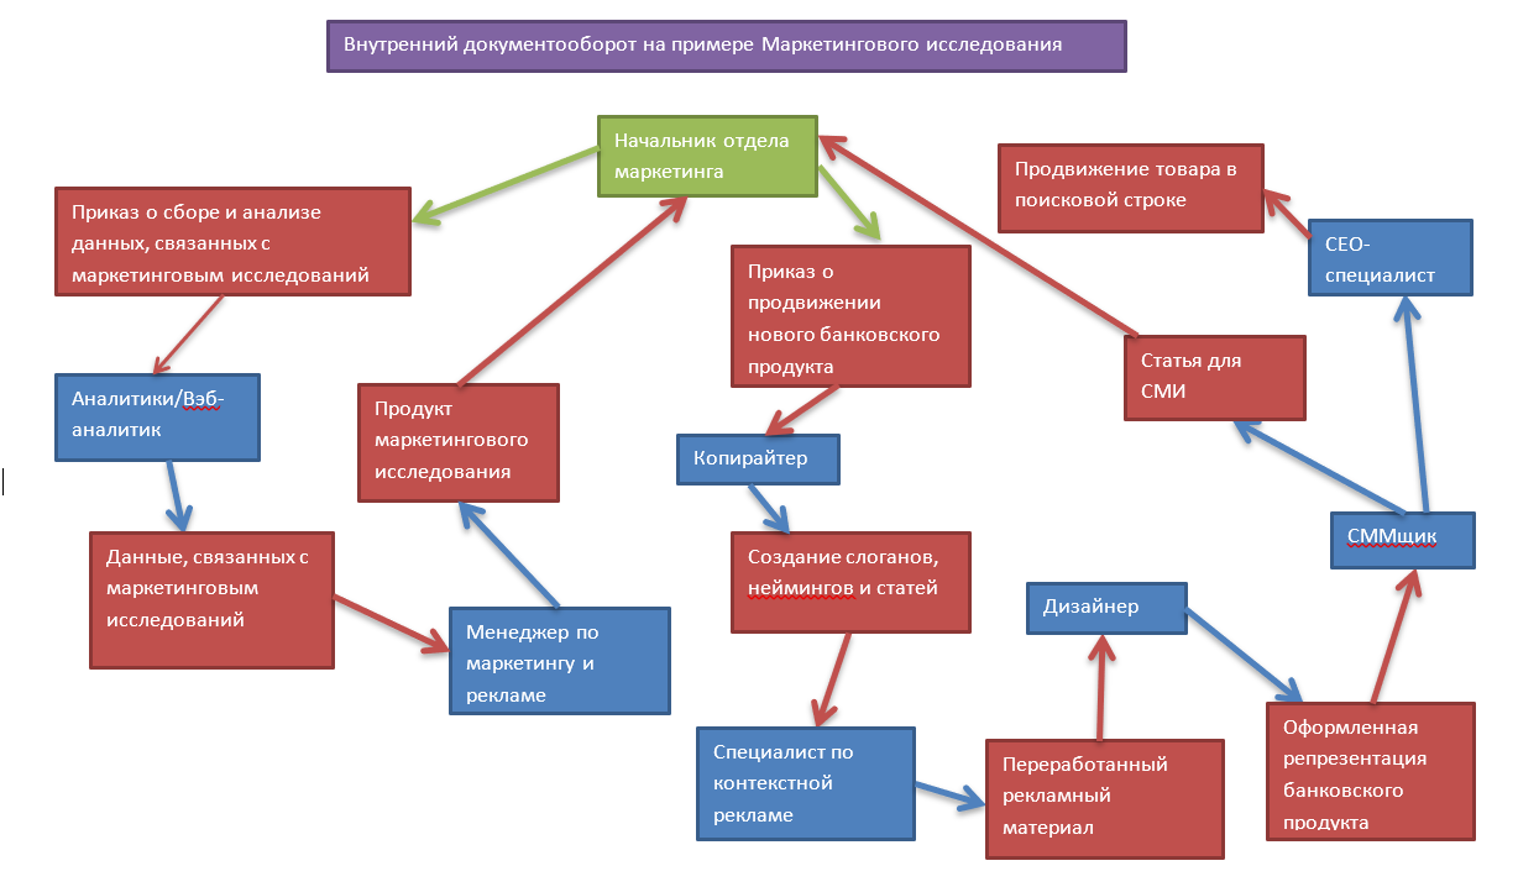 Внутренний документооборот на примере Маркетингового исследования
Начальник отдела
маркетинга
Приказ о сборе и анализе
данных, связанных с
маркетинговым исследований
Аналитики/Вэб-
аналитик
Данные, связанных с
маркетинговым
исследований
Продукт
маркетингового
исследования
Менеджер по
маркетингу и
рекламе
Приказ о
продвижении
нового банковского
продукта
Копирайтер
Создание слоганов,
неймингов и статей
Специалист по
контекстной
рекламе
Переработанный
рекламный
материал
Дизайнер
Оформленная
репрезентация
банковского
продукта
СММщик
Статья для
СМИ
СЕО-
специалист
Продвижение товара в
поисковой строке